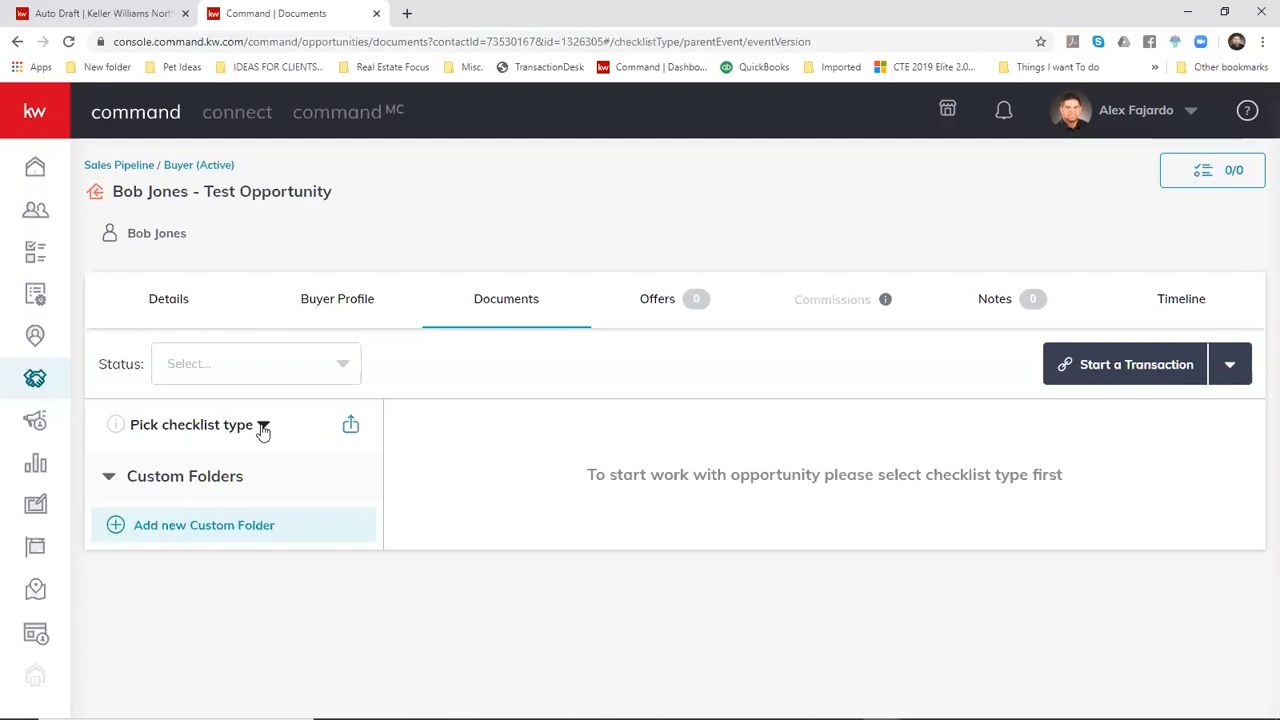 kw Auto Draft | Keller Williams Nort ×
kw Command | Documents ×
console.command.kw.com/command/opportunities/documents?contactId=73530167&id=1326305#/checklistType/parentEvent/eventVersion
Apps New folder Pet Ideas IDEAS FOR CLIENTS... Real Estate Focus Misc. TransactionDesk kw Command | Dashbo... qb QuickBooks Imported CTE 2019 Elite 2.0... Things I want To do » Other bookmarks
kw command connect command MC Alex Fajardo ?
Sales Pipeline / Buyer (Active)
0/0
Bob Jones - Test Opportunity
Bob Jones
Details Buyer Profile Documents Offers 0 Commissions i Notes 0 Timeline
Status: Select... Start a Transaction
i Pick checklist type
Custom Folders
To start work with opportunity please select checklist type first
Add new Custom Folder